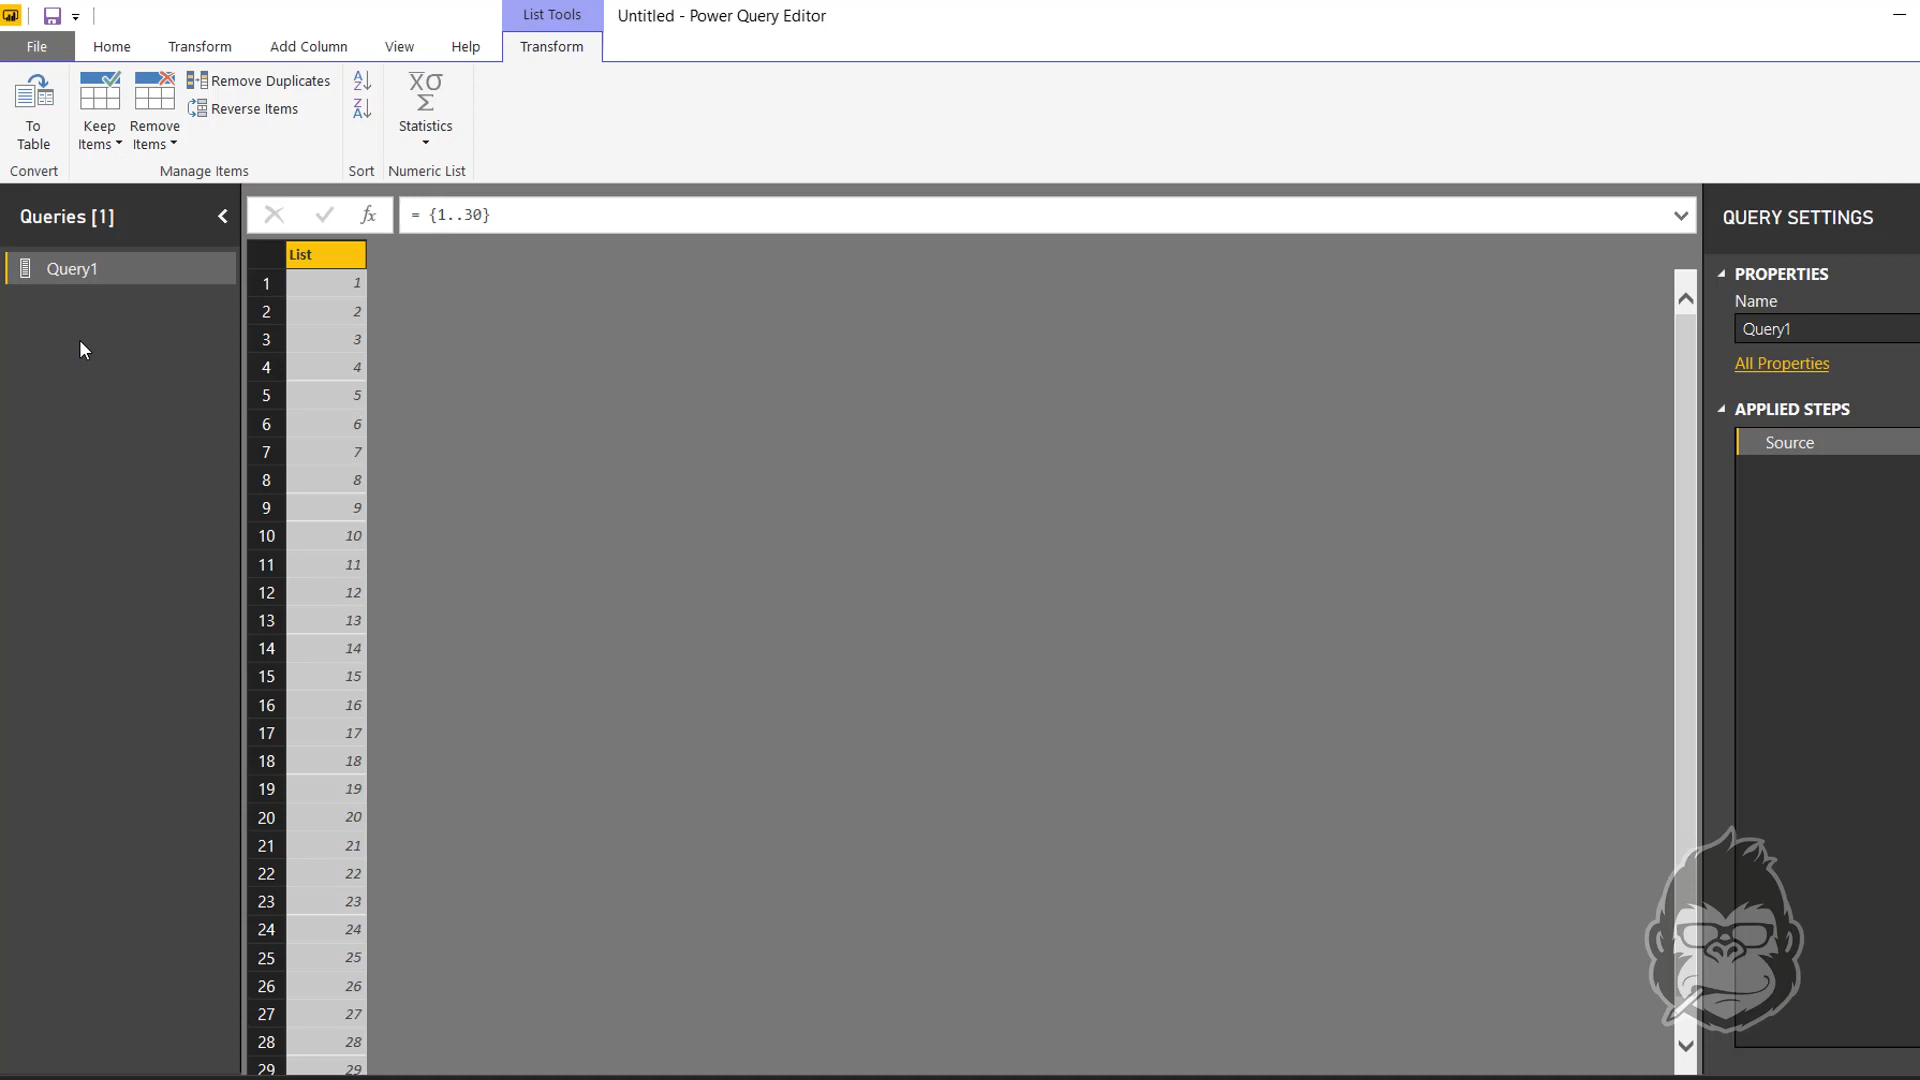 List Tools
Untitled - Power Query Editor
File
Home
Transform
Add Column
View
Help
Transform
To
Table
Keep
Items
Remove
Items
Remove Duplicates
Reverse Items
A
Z
Z
A
X̅σ
Σ
Statistics
Convert
Manage Items
Sort
Numeric List
Queries [1]
Query1
fx
= {1..30}
List
1 1
2 2
3 3
4 4
5 5
6 6
7 7
8 8
9 9
10 10
11 11
12 12
13 13
14 14
15 15
16 16
17 17
18 18
19 19
20 20
21 21
22 22
23 23
24 24
25 25
26 26
27 27
28 28
29 29
QUERY SETTINGS
PROPERTIES
Name
Query1
All Properties
APPLIED STEPS
Source